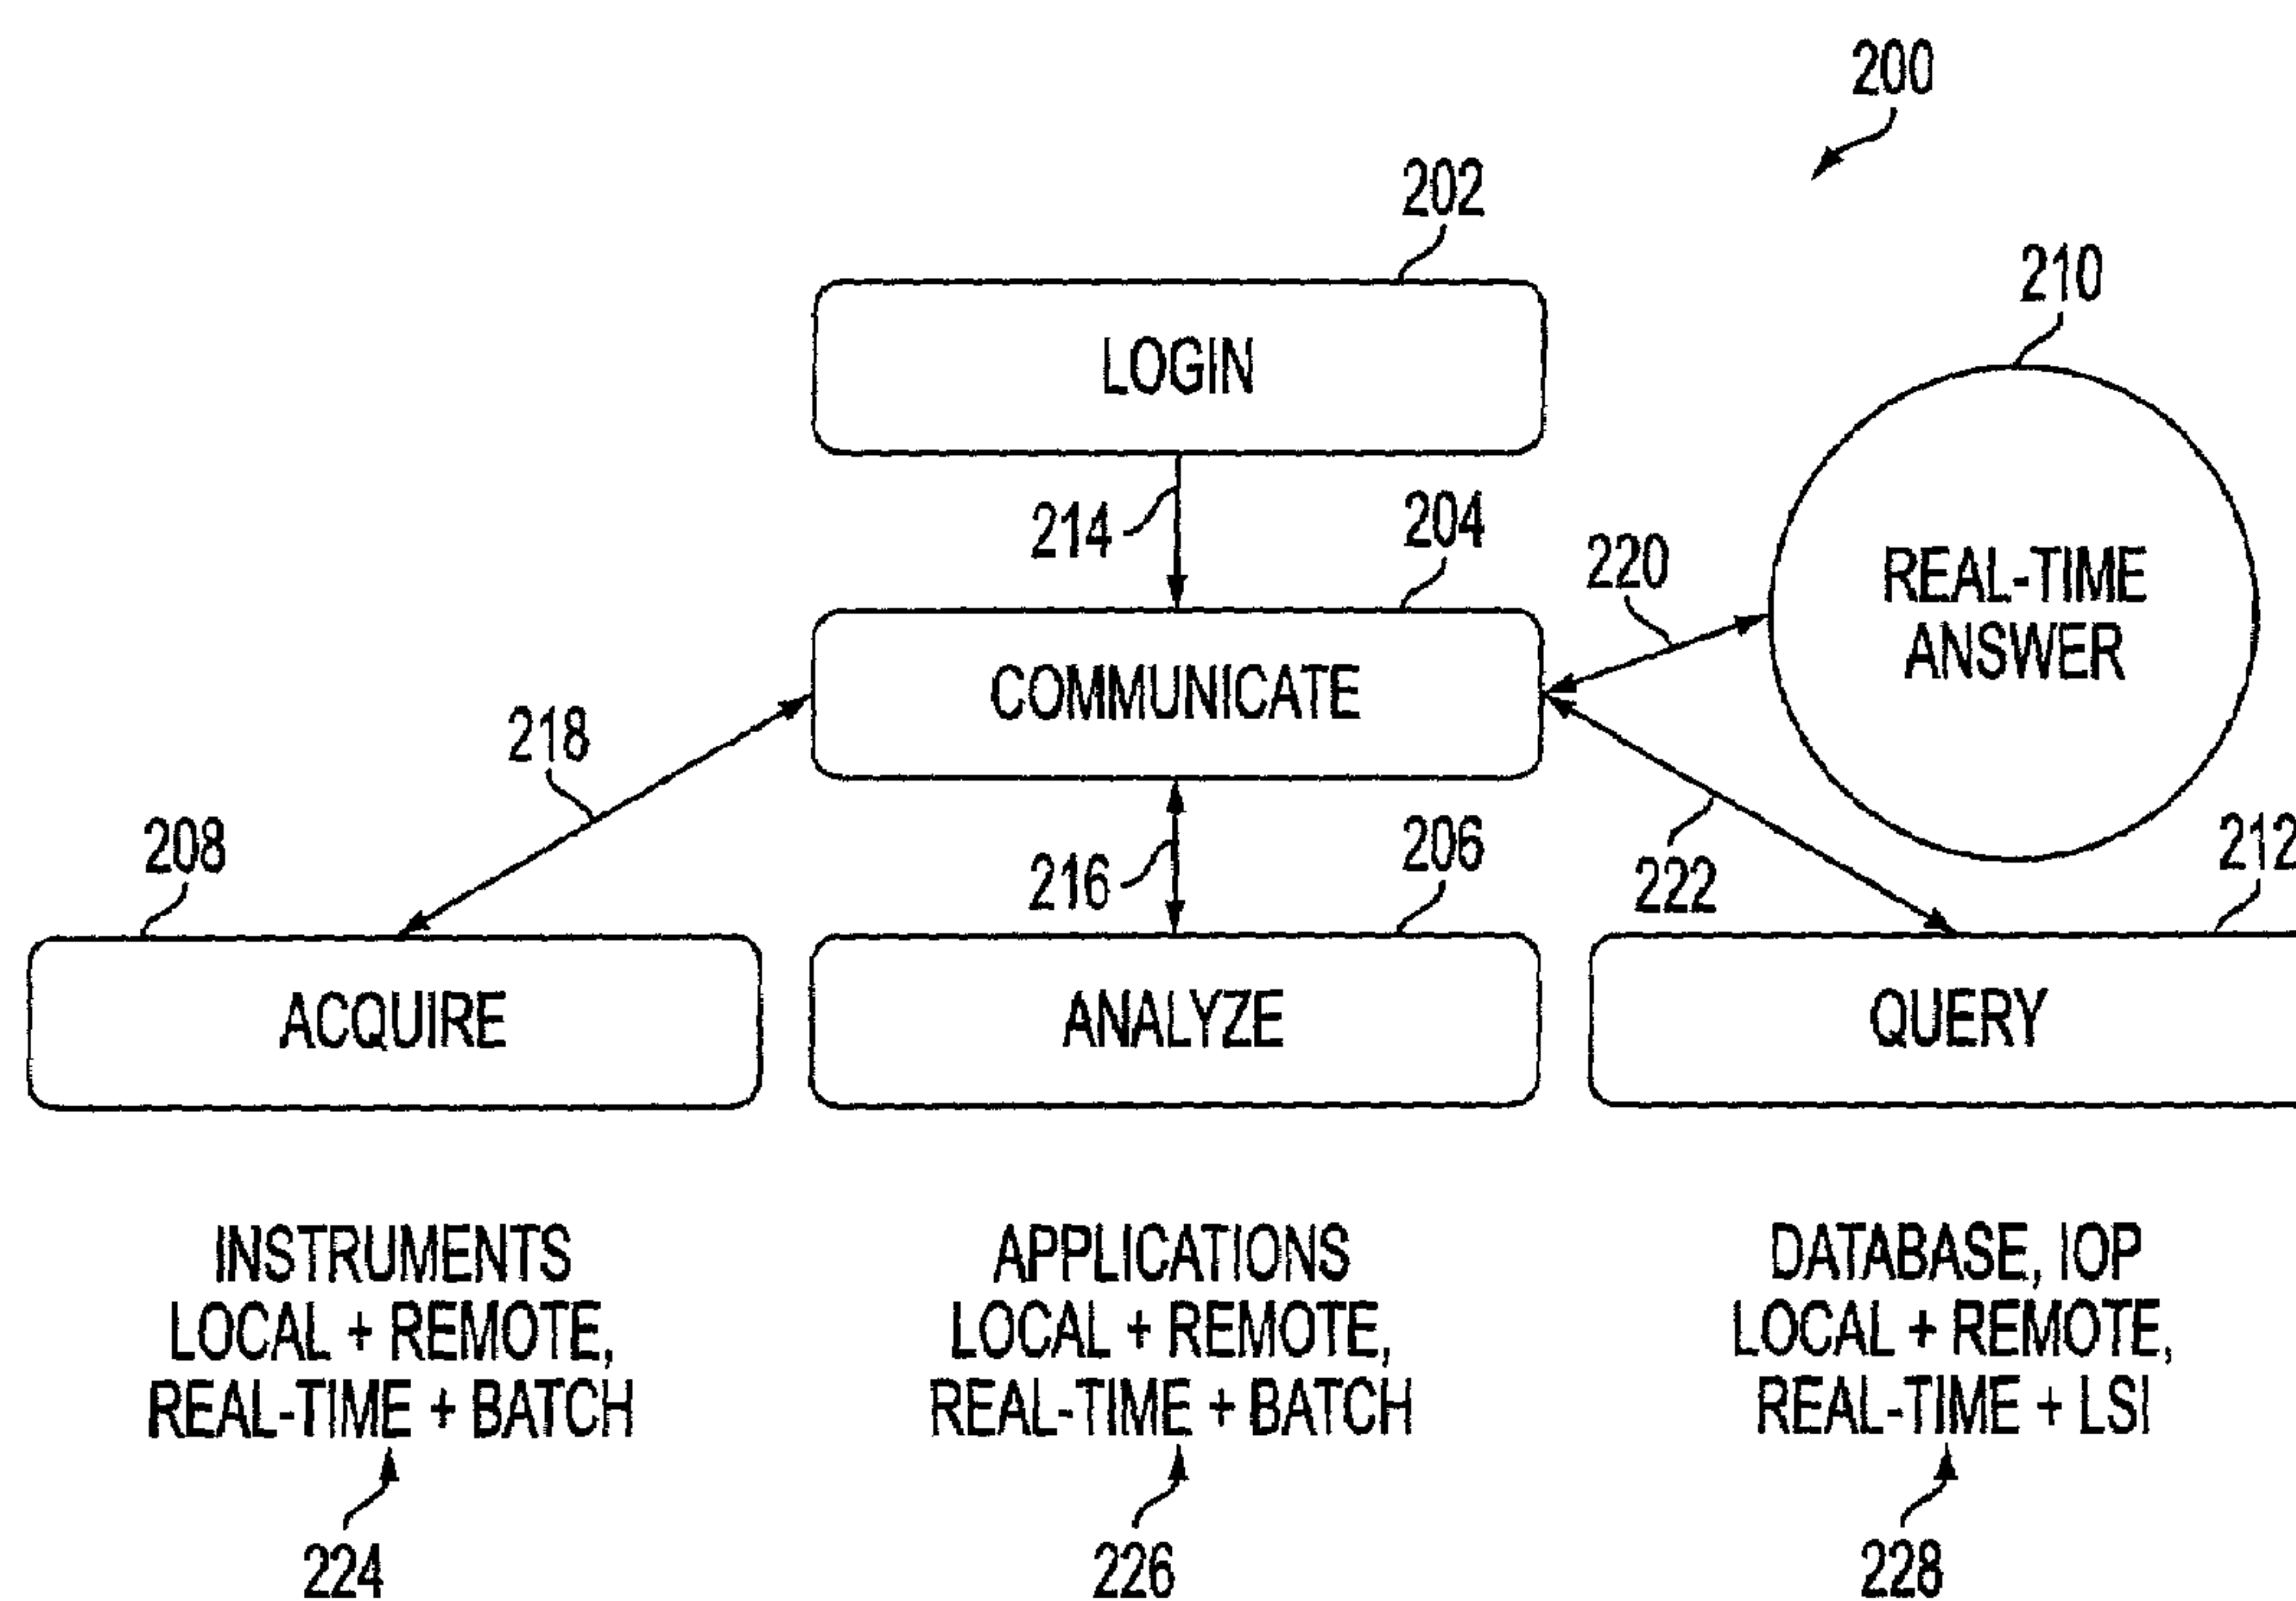 200
202
210
LOGIN
214
204
220
REAL-TIME
ANSWER
COMMUNICATE
218
208
216
206
222
212
ACQUIRE
ANALYZE
QUERY
INSTRUMENTS
LOCAL + REMOTE,
REAL-TIME + BATCH
224
APPLICATIONS
LOCAL + REMOTE,
REAL-TIME + BATCH
226
DATABASE, IOP
LOCAL + REMOTE,
REAL-TIME + LSI
228